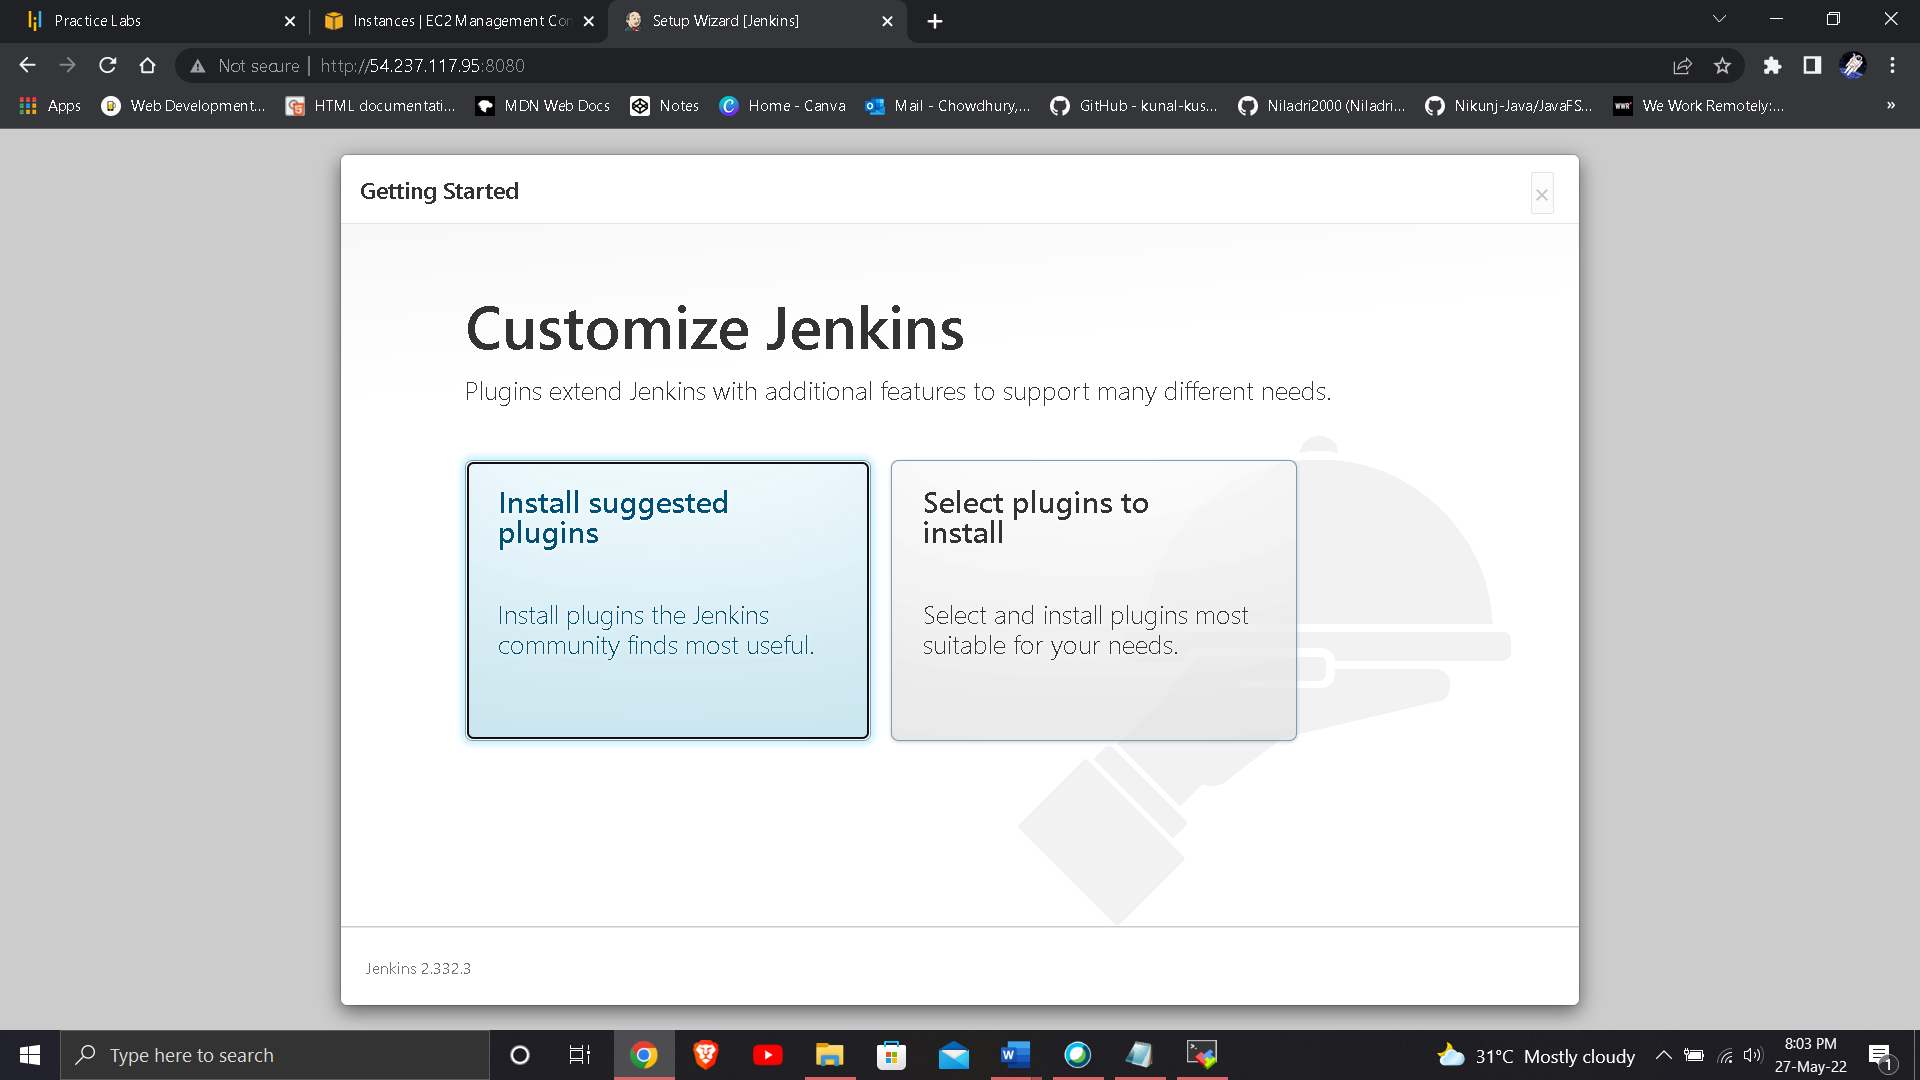 Practice Labs
Instances | EC2 Management Con
Setup Wizard [Jenkins]
Not secure | http://54.237.117.95:8080
Apps
Web Development...
HTML documentati...
MDN Web Docs
Notes
Home - Canva
Mail - Chowdhury,...
GitHub - kunal-kus...
Niladri2000 (Niladri...
Nikunj-Java/JavaFS...
WWR
We Work Remotely:...
»
Getting Started
×
Customize Jenkins
Plugins extend Jenkins with additional features to support many different needs.
Install suggested
plugins
Install plugins the Jenkins
community finds most useful.
Select plugins to
install
Select and install plugins most
suitable for your needs.
Jenkins 2.332.3
Type here to search
31°C Mostly cloudy
8:03 PM
27-May-22
1